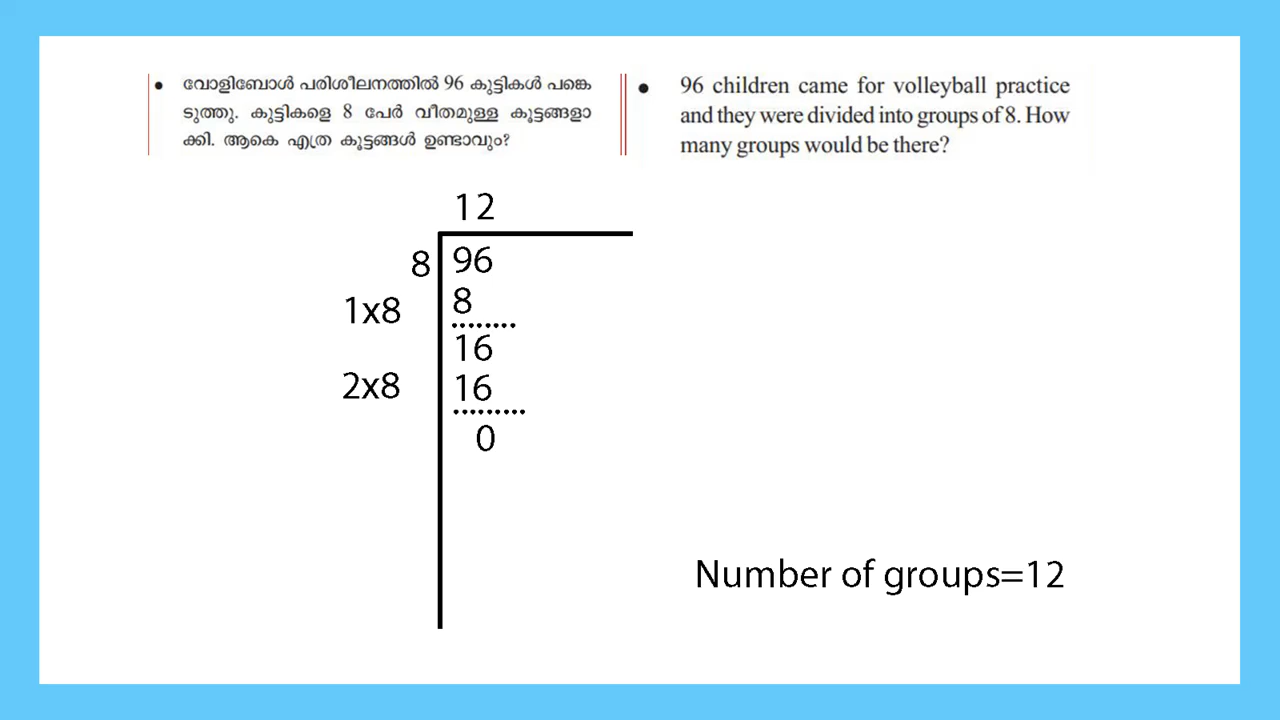 • വോളിബോൾ പരിശീലനത്തിൽ 96 കുട്ടികൾ പങ്കെ
ടുത്തു. കുട്ടികളെ 8 പേർ വീതമുള്ള കൂട്ടങ്ങളാ
ക്കി. ആകെ എത്ര കൂട്ടങ്ങൾ ഉണ്ടാവും?
• 96 children came for volleyball practice
and they were divided into groups of 8. How
many groups would be there?
12
8 96
1x8 8
16
2x8 16
0
Number of groups=12